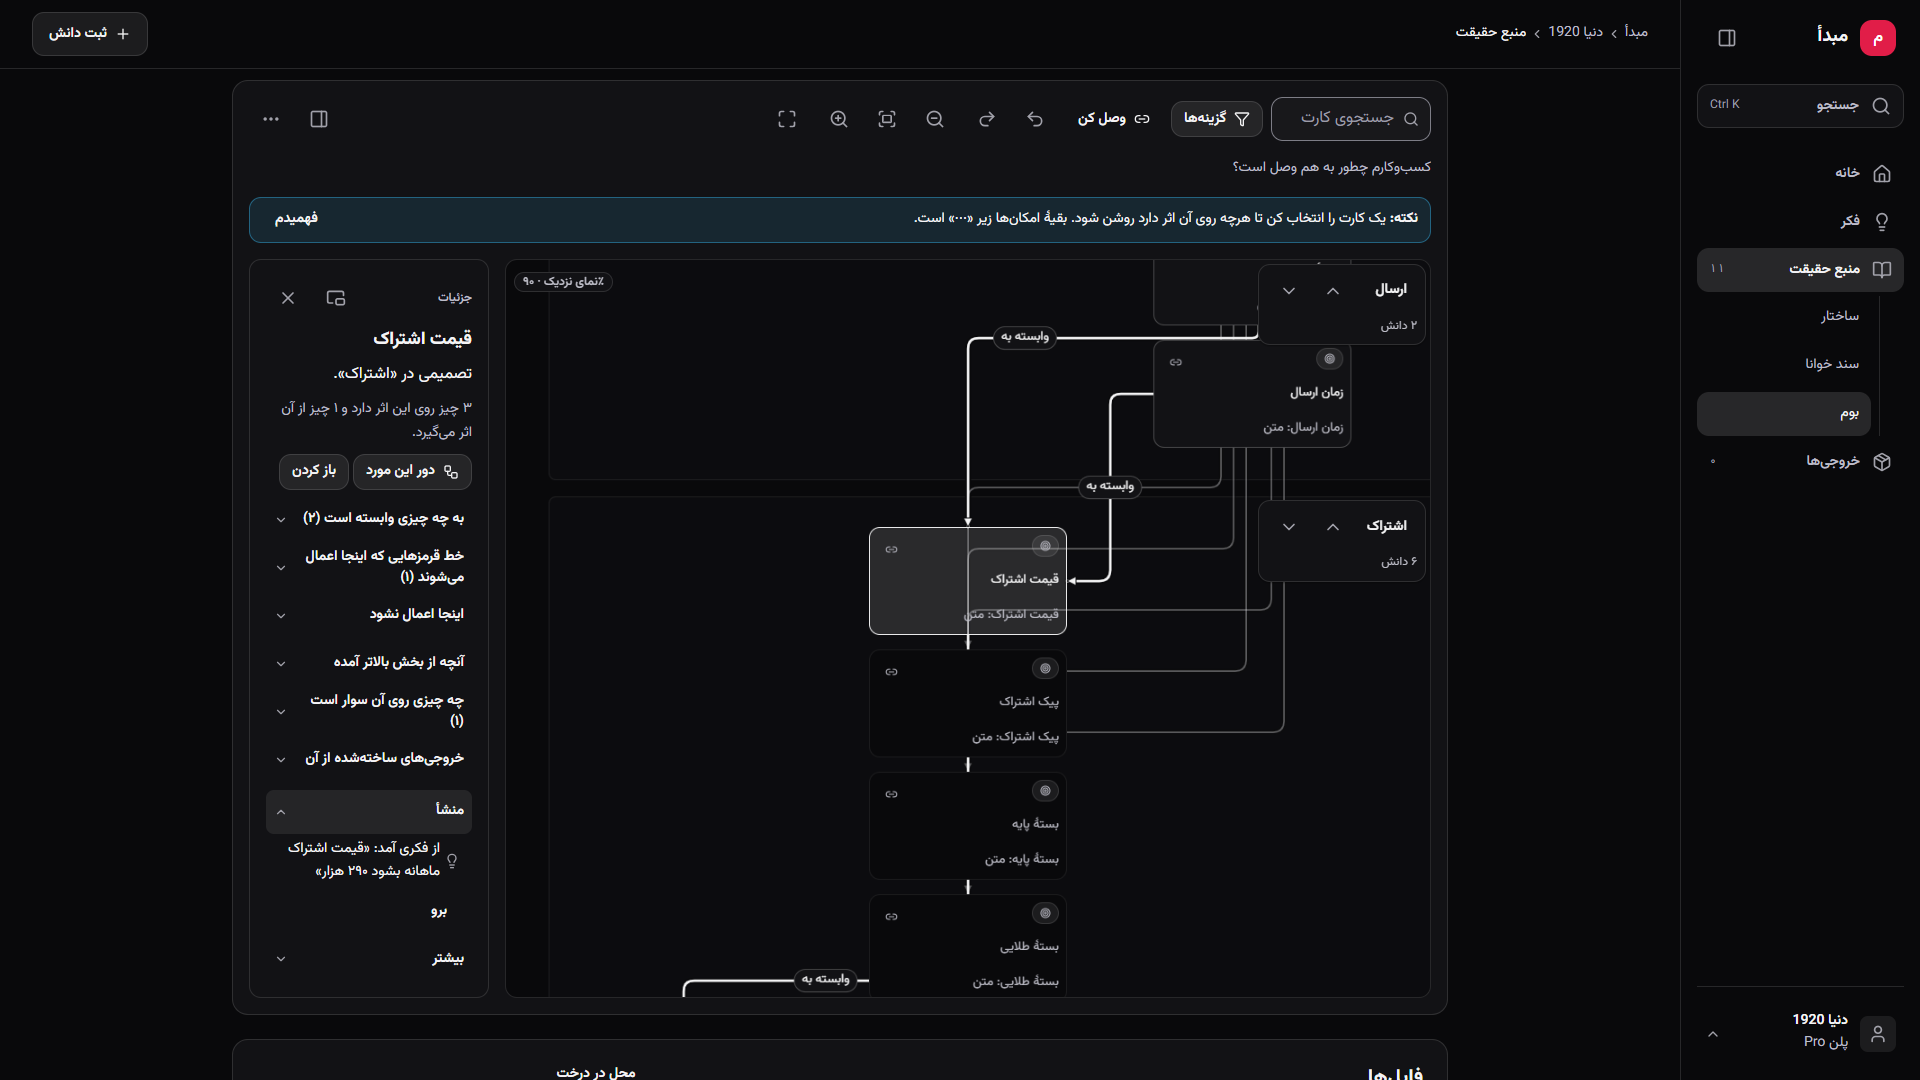 م
مبدأ
جستجو
Ctrl K
خانه
فکر
منبع حقیقت
۱۱
ساختار
سند خوانا
بوم
خروجی‌ها
۰
دنیا 1920
پلن Pro
مبدأ › دنیا 1920 › منبع حقیقت
ثبت دانش
جستجوی کارت
گزینه‌ها
وصل کن
کسب‌وکارم چطور به هم وصل است؟
نکته: یک کارت را انتخاب کن تا هرچه روی آن اثر دارد روشن شود. بقیهٔ امکان‌ها زیر «···» است.
فهمیدم
٪نمای نزدیک · ۹۰
ارسال
۲ دانش
وابسته به
زمان ارسال
زمان ارسال: متن
وابسته به
اشتراک
۶ دانش
قیمت اشتراک
قیمت اشتراک: متن
پیک اشتراک
پیک اشتراک: متن
بستهٔ پایه
بستهٔ پایه: متن
بستهٔ طلایی
بستهٔ طلایی: متن
وابسته به
جزئیات
قیمت اشتراک
تصمیمی در «اشتراک».
۳ چیز روی این اثر دارد و ۱ چیز از آن
اثر می‌گیرد.
دور این مورد
باز کردن
به چه چیزی وابسته است (۲)
خط قرمزهایی که اینجا اعمال
می‌شوند (۱)
اینجا اعمال نشود
آنچه از بخش بالاتر آمده
چه چیزی روی آن سوار است
(۱)
خروجی‌های ساخته‌شده از آن
منشأ
از فکری آمد: «قیمت اشتراک
ماهانه بشود ۲۹۰ هزار»
برو
بیشتر
فایل‌ها
محل در درخت